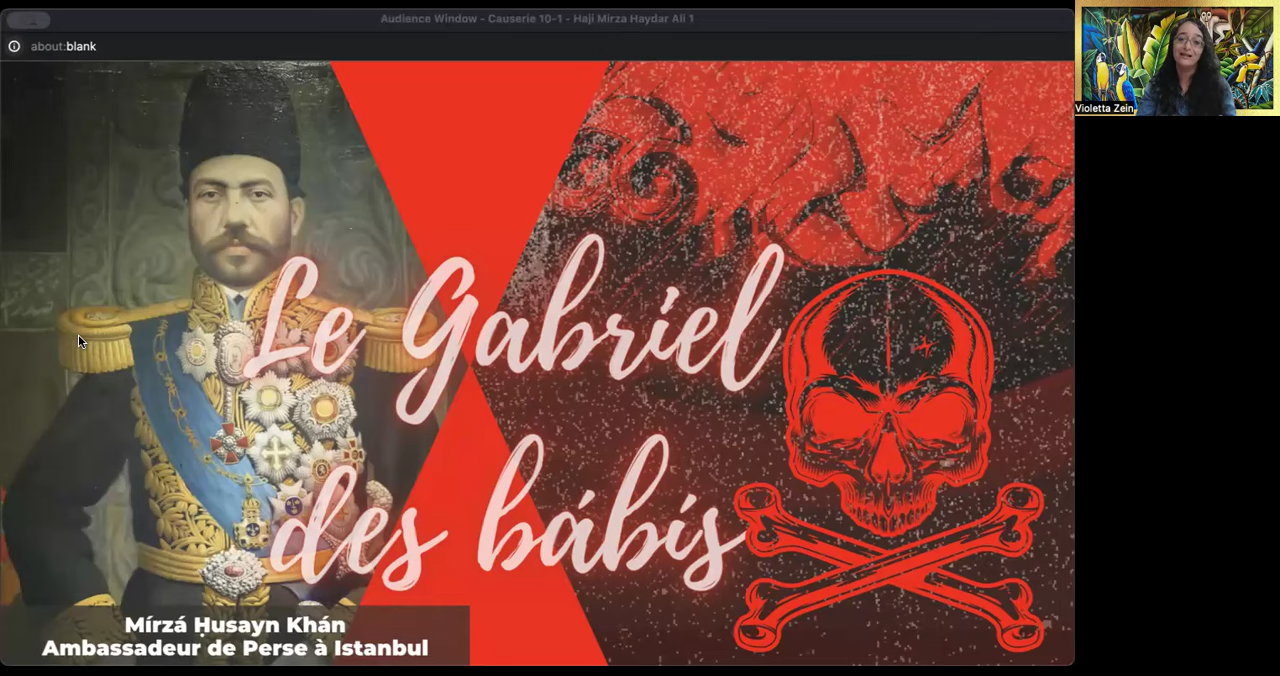 Audience Window - Causerie 10-1 - Haji Mirza Haydar Ali 1
about:blank
Violetta Zein
Le Gabriel
des bábís
Mírzá Ḥusayn Khán
Ambassadeur de Perse à Istanbul